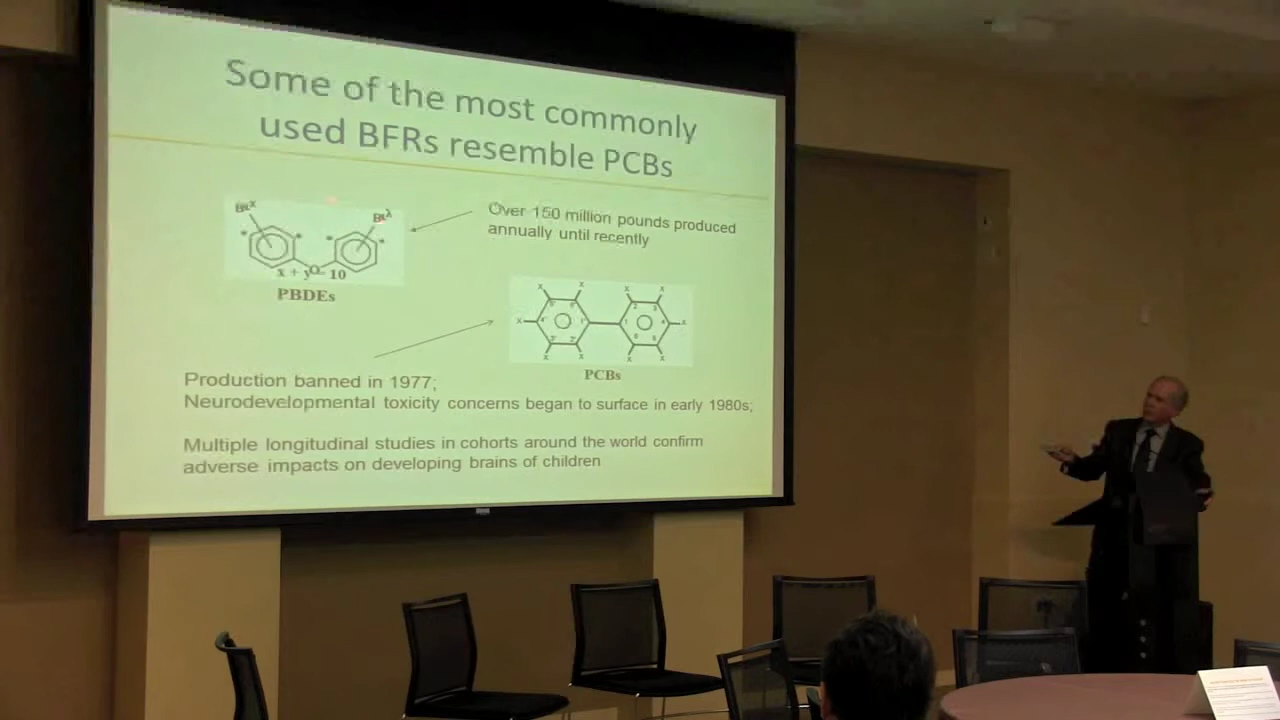 Some of the most commonly
used BFRs resemble PCBs
Over 150 million pounds produced
annually until recently
x + y = 10
PBDEs
PCBs
Production banned in 1977;
Neurodevelopmental toxicity concerns began to surface in early 1980s;
Multiple longitudinal studies in cohorts around the world confirm
adverse impacts on developing brains of children